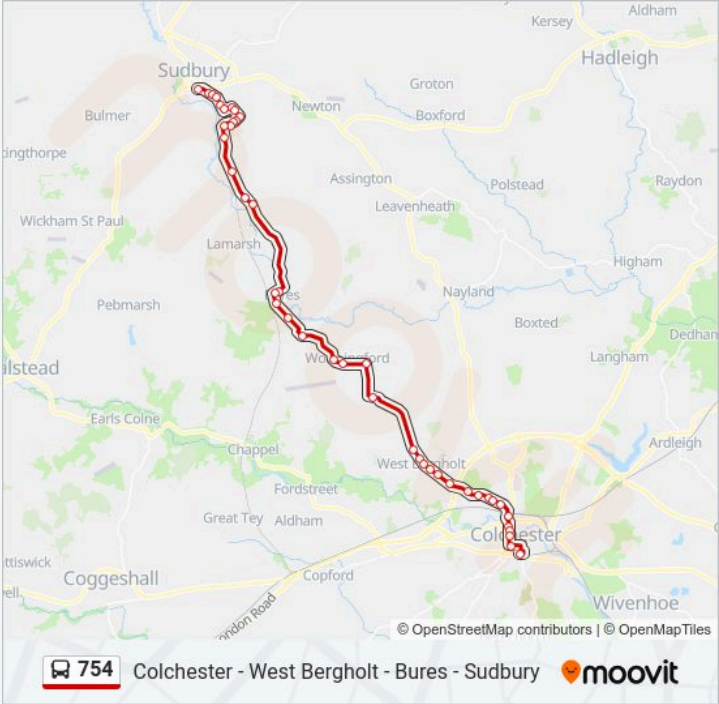 Aldham
Kersey
Hadleigh
Sudbury
Groton
Newton
Boxford
Bulmer
Assington
Polstead
Raydon
Leavenheath
Wickham St Paul
Lamarsh
Higham
Nayland
Pebmarsh
Boxted
Dedham
Langham
Earls Colne
Ardleigh
Chappel
West Bergholt
Fordstreet
Great Tey
Aldham
Colchester
Copford
Coggeshall
Wivenhoe
© OpenStreetMap contributors | © OpenMapTiles
754 Colchester - West Bergholt - Bures - Sudbury moovit